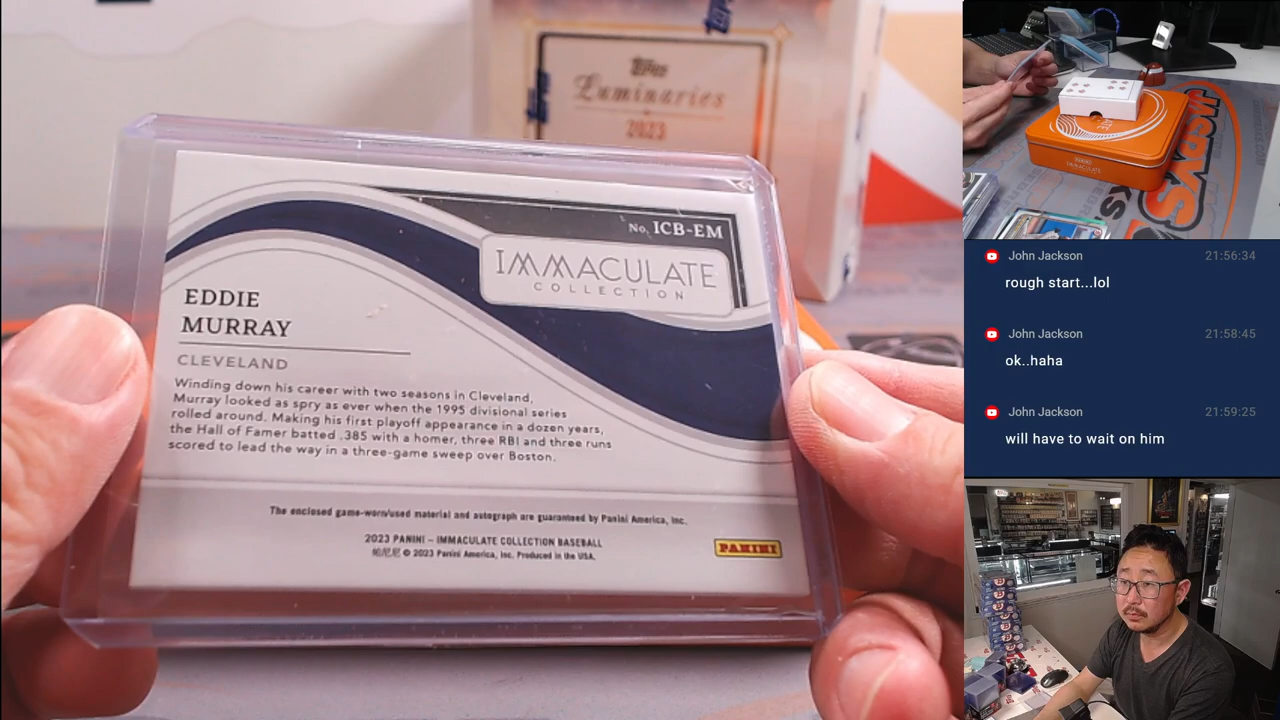 Topps
Luminaries
2023
No. ICB-EM
IMMACULATE
COLLECTION
EDDIE
MURRAY
CLEVELAND
Winding down his career with two seasons in Cleveland,
Murray looked as spry as ever when the 1995 divisional series
rolled around. Making his first playoff appearance in a dozen years,
the Hall of Famer batted .385 with a homer, three RBI and three runs
scored to lead the way in a three-game sweep over Boston.
The enclosed game-worn/used material and autograph are guaranteed by Panini America, Inc.
2023 PANINI – IMMACULATE COLLECTION BASEBALL
帕尼尼 © 2023 Panini America, Inc. Produced in the USA.
PANINI
John Jackson 21:56:34
rough start...lol
John Jackson 21:58:45
ok..haha
John Jackson 21:59:25
will have to wait on him